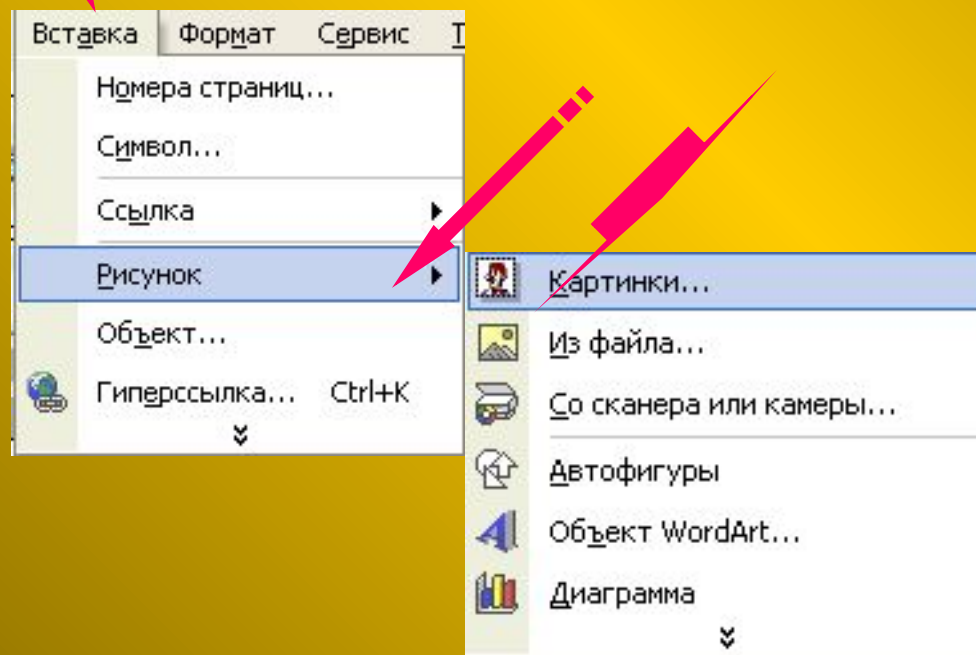 Вставка Формат Сервис
Номера страниц...
Символ...
Ссылка
Рисунок
Объект...
Гиперссылка... Ctrl+K
Картинки...
Из файла...
Со сканера или камеры...
Автофигуры
Объект WordArt...
Диаграмма